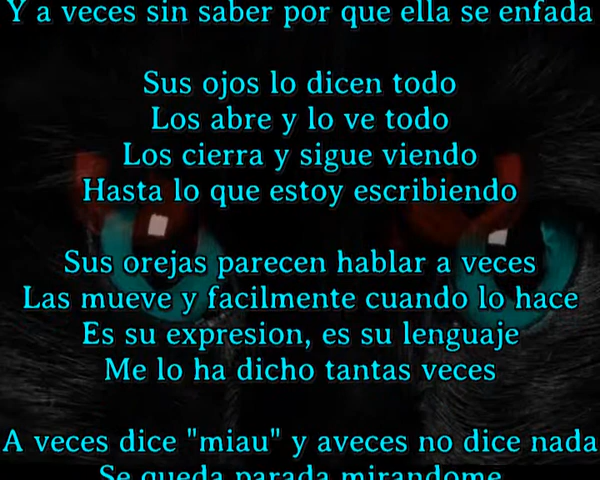 Y a veces sin saber por que ella se enfada
Sus ojos lo dicen todo
Los abre y lo ve todo
Los cierra y sigue viendo
Hasta lo que estoy escribiendo
Sus orejas parecen hablar a veces
Las mueve y facilmente cuando lo hace
Es su expresion, es su lenguaje
Me lo ha dicho tantas veces
A veces dice "miau" y aveces no dice nada
Se queda parada mirandome